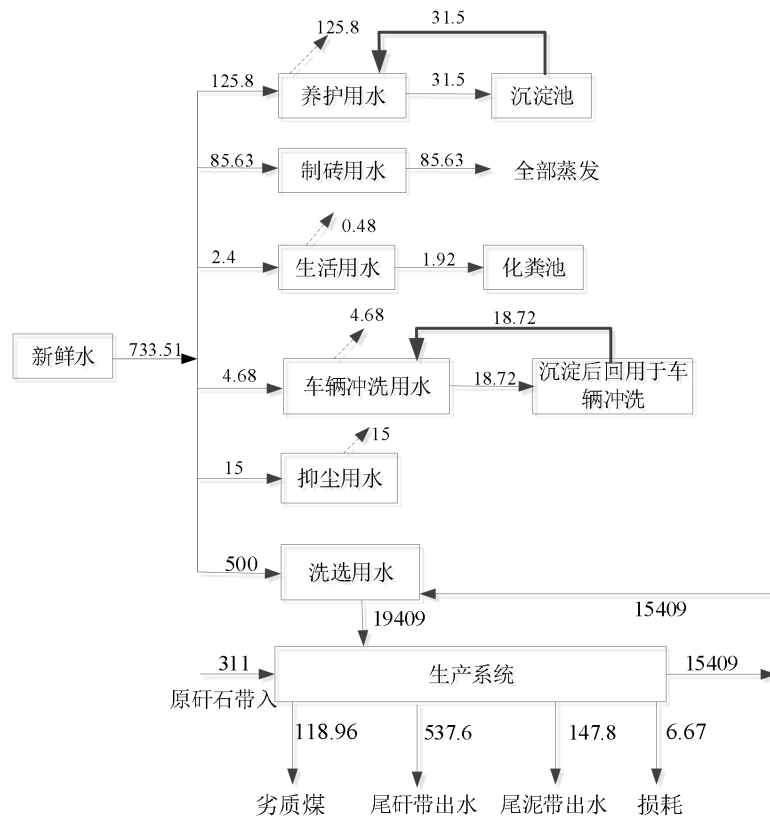 125.8
31.5
125.8
养护用水
31.5
沉淀池
85.63
制砖用水
85.63
全部蒸发
0.48
2.4
生活用水
1.92
化粪池
4.68
18.72
新鲜水
733.51
4.68
车辆冲洗用水
18.72
沉淀后回用于车
辆冲洗
15
15
抑尘用水
500
洗选用水
15409
19409
311
原矸石带入
生产系统
15409
118.96
537.6
147.8
6.67
劣质煤
尾矸带出水
尾泥带出水
损耗